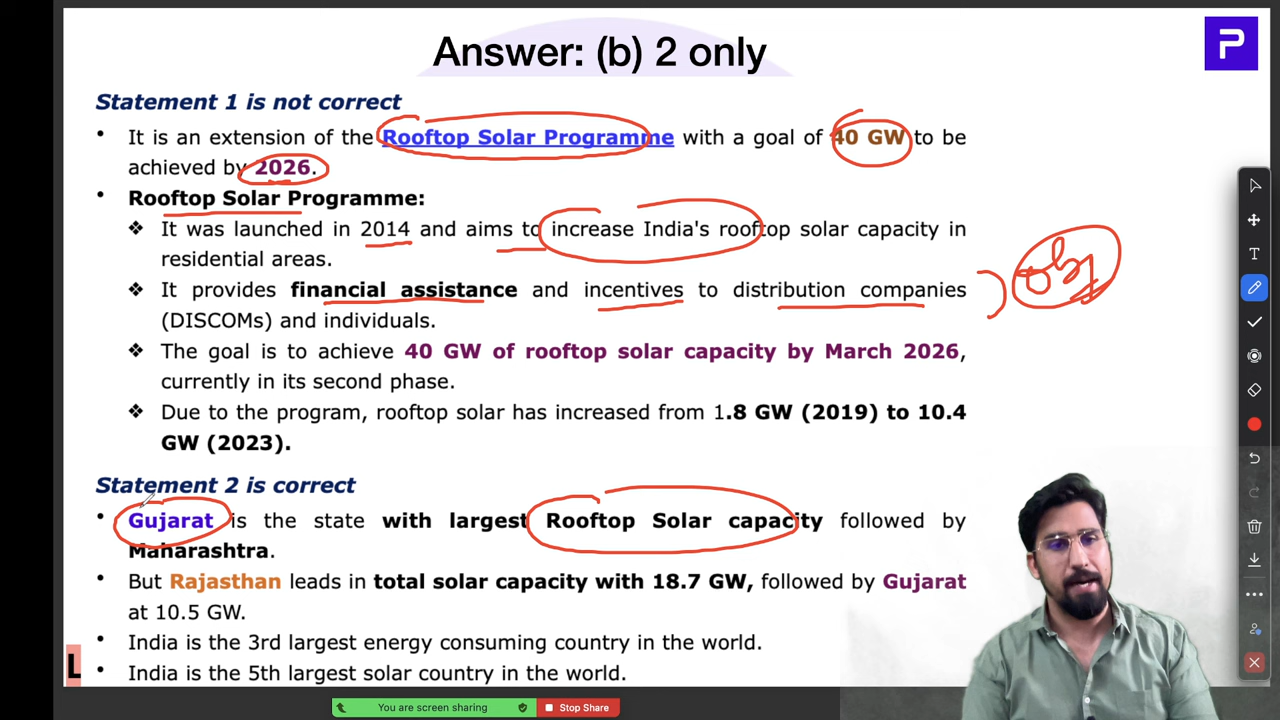 Answer: (b) 2 only
P
Statement 1 is not correct
• It is an extension of the Rooftop Solar Programme with a goal of 40 GW to be
achieved by 2026.
• Rooftop Solar Programme:
❖ It was launched in 2014 and aims to increase India's rooftop solar capacity in
residential areas.
❖ It provides financial assistance and incentives to distribution companies
(DISCOMs) and individuals.
obj
❖ The goal is to achieve 40 GW of rooftop solar capacity by March 2026,
currently in its second phase.
❖ Due to the program, rooftop solar has increased from 1.8 GW (2019) to 10.4
GW (2023).
Statement 2 is correct
• Gujarat is the state with largest Rooftop Solar capacity followed by
Maharashtra.
• But Rajasthan leads in total solar capacity with 18.7 GW, followed by Gujarat
at 10.5 GW.
• India is the 3rd largest energy consuming country in the world.
• India is the 5th largest solar country in the world.
L
T
You are screen sharing
Stop Share